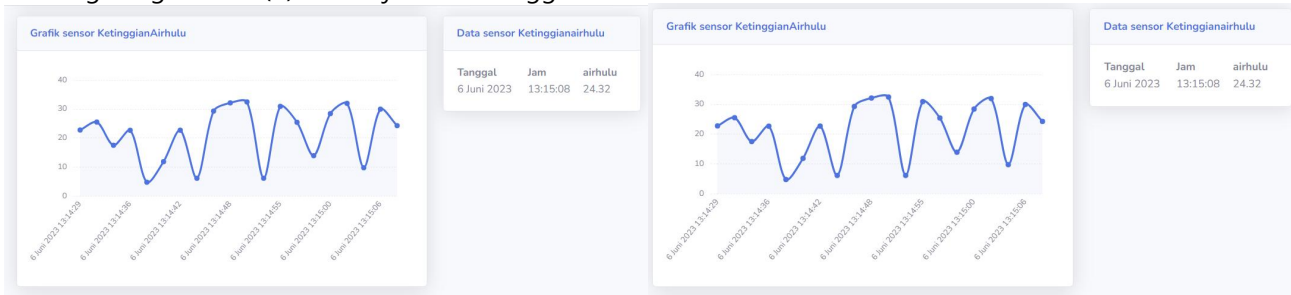 Grafik sensor KetinggianAirhulu
40
30
20
10
0
6 Juni 2023 13:14:29
6 Juni 2023 13:14:36
6 Juni 2023 13:14:42
6 Juni 2023 13:14:48
6 Juni 2023 13:14:55
6 Juni 2023 13:15:00
6 Juni 2023 13:15:06
Data sensor Ketinggianairhulu
Tanggal Jam airhulu
6 Juni 2023 13:15:08 24.32
Grafik sensor KetinggianAirhulu
40
30
20
10
0
6 Juni 2023 13:14:29
6 Juni 2023 13:14:36
6 Juni 2023 13:14:42
6 Juni 2023 13:14:48
6 Juni 2023 13:14:55
6 Juni 2023 13:15:00
6 Juni 2023 13:15:06
Data sensor Ketinggianairhulu
Tanggal Jam airhulu
6 Juni 2023 13:15:08 24.32